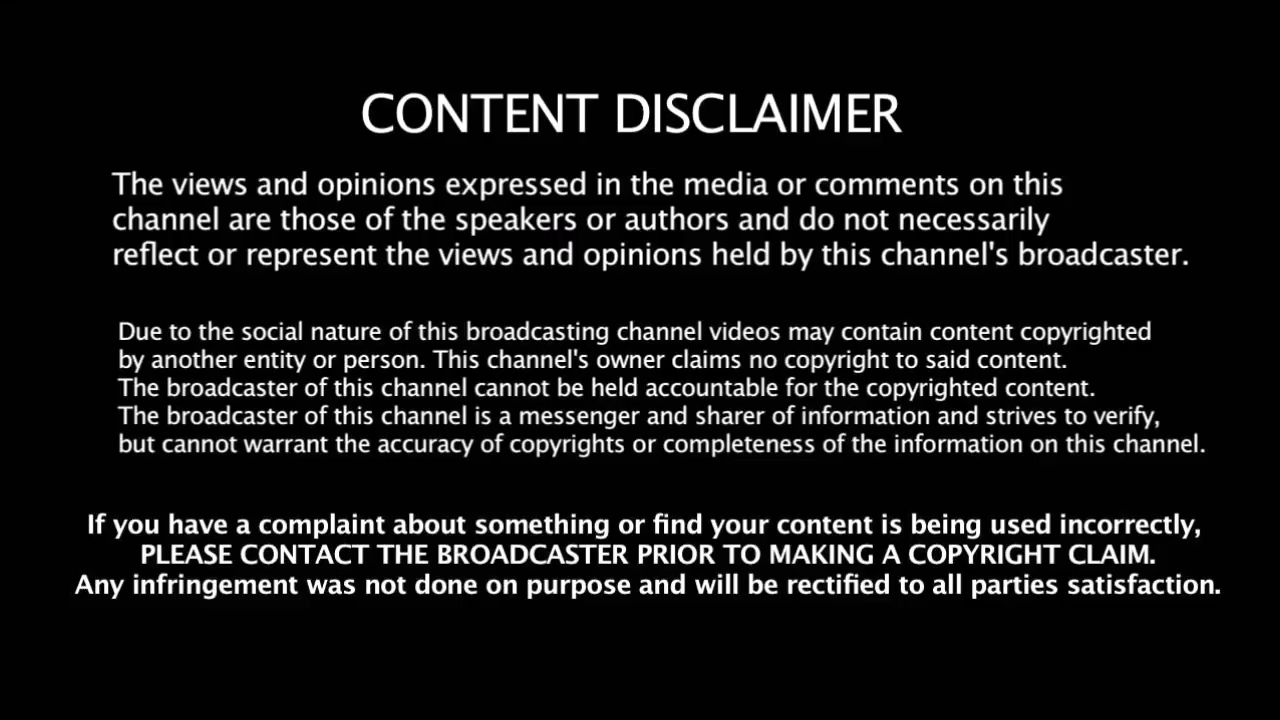 CONTENT DISCLAIMER
The views and opinions expressed in the media or comments on this
channel are those of the speakers or authors and do not necessarily
reflect or represent the views and opinions held by this channel's broadcaster.
Due to the social nature of this broadcasting channel videos may contain content copyrighted
by another entity or person. This channel's owner claims no copyright to said content.
The broadcaster of this channel cannot be held accountable for the copyrighted content.
The broadcaster of this channel is a messenger and sharer of information and strives to verify,
but cannot warrant the accuracy of copyrights or completeness of the information on this channel.
If you have a complaint about something or find your content is being used incorrectly,
PLEASE CONTACT THE BROADCASTER PRIOR TO MAKING A COPYRIGHT CLAIM.
Any infringement was not done on purpose and will be rectified to all parties satisfaction.